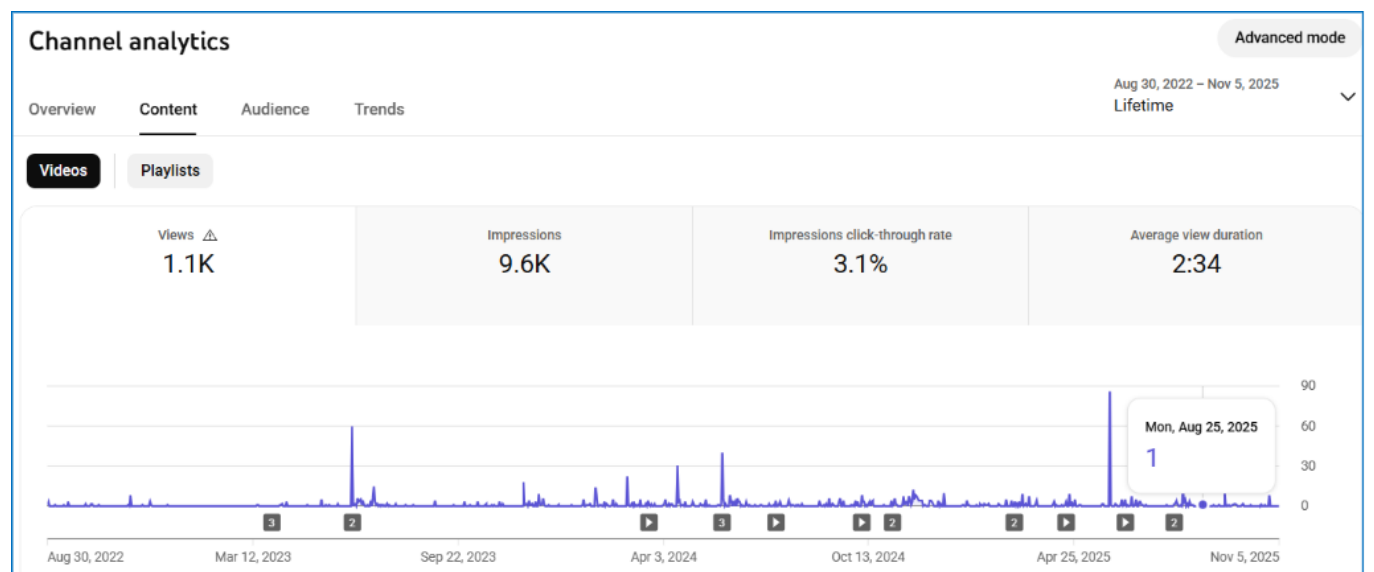 Channel analytics
Advanced mode
Aug 30, 2022 – Nov 5, 2025
Lifetime
Overview Content Audience Trends
Videos Playlists
Views Impressions Impressions click-through rate Average view duration
1.1K 9.6K 3.1% 2:34
90
Mon, Aug 25, 2025
60
1
30
0
3 2 3 2 2 2
Aug 30, 2022 Mar 12, 2023 Sep 22, 2023 Apr 3, 2024 Oct 13, 2024 Apr 25, 2025 Nov 5, 2025